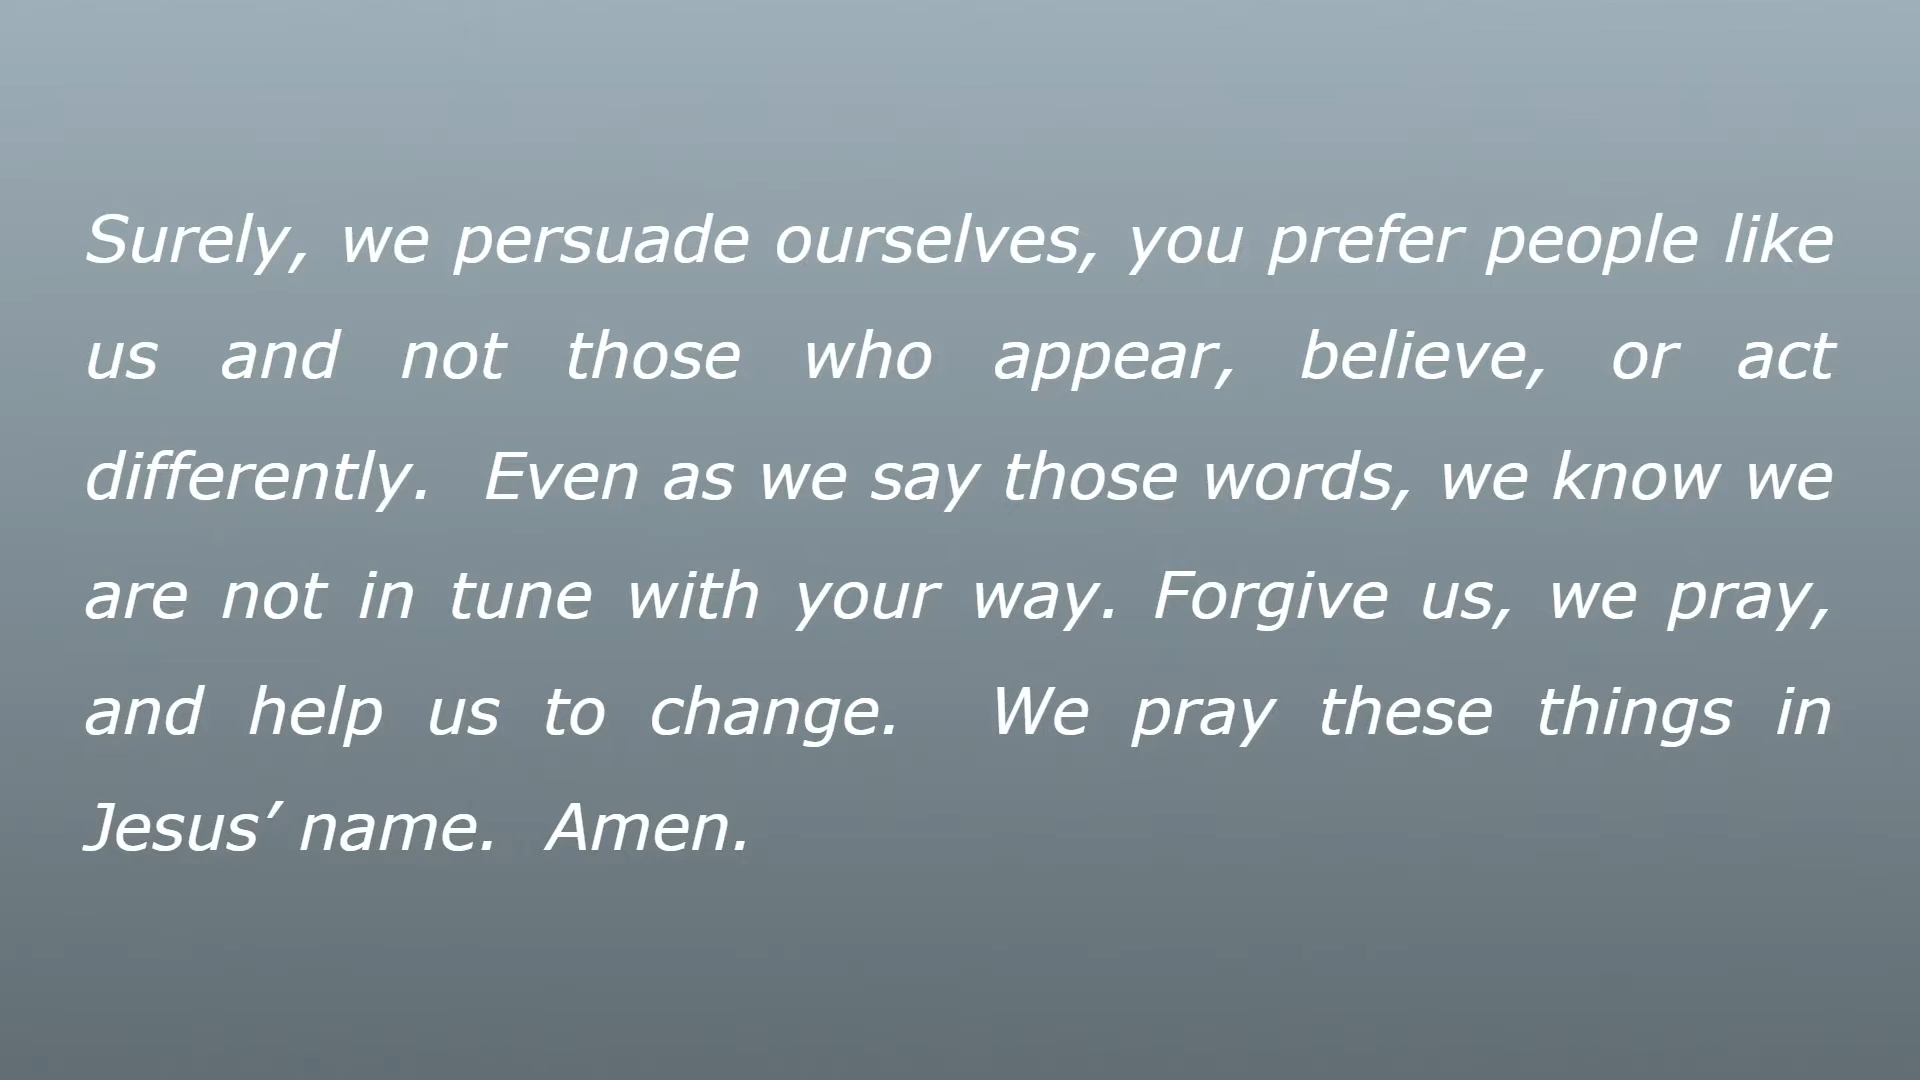 Surely, we persuade ourselves, you prefer people like
us and not those who appear, believe, or act
differently.  Even as we say those words, we know we
are not in tune with your way. Forgive us, we pray,
and help us to change.  We pray these things in
Jesus’ name.  Amen.